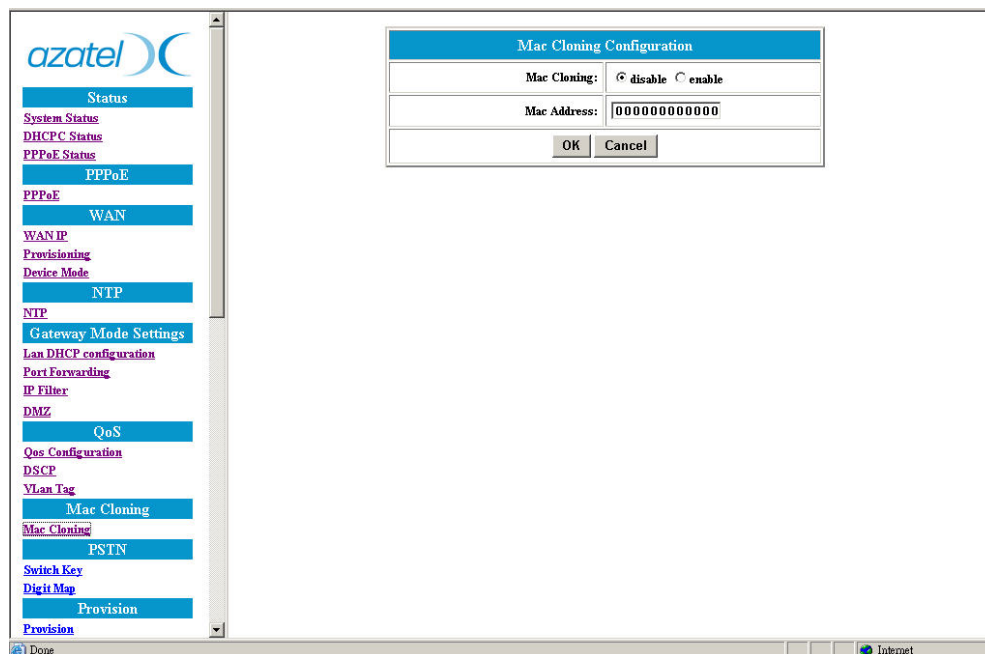 azatel
Status
System Status
DHCPC Status
PPPoE Status
PPPoE
PPPoE
WAN
WAN IP
Provisioning
Device Mode
NTP
NTP
Gateway Mode Settings
Lan DHCP configuration
Port Forwarding
IP Filter
DMZ
QoS
Qos Configuration
DSCP
VLan Tag
Mac Cloning
Mac Cloning
PSTN
Switch Key
Digit Map
Provision
Provision
Mac Cloning Configuration
Mac Cloning: disable enable
Mac Address: 000000000000
OK Cancel
Done Internet